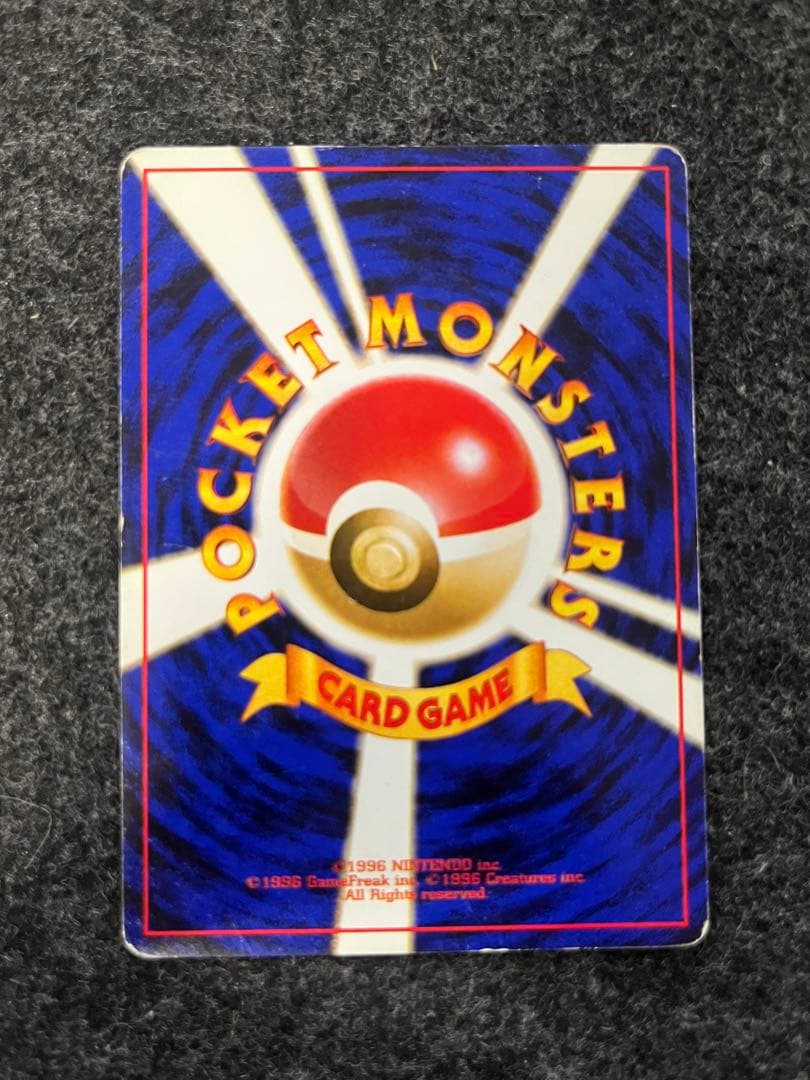 POCKET MONSTERS
CARD GAME
©1996 NINTENDO inc.
©1996 GameFreak inc. ©1996 Creatures inc.
All Rights reserved.